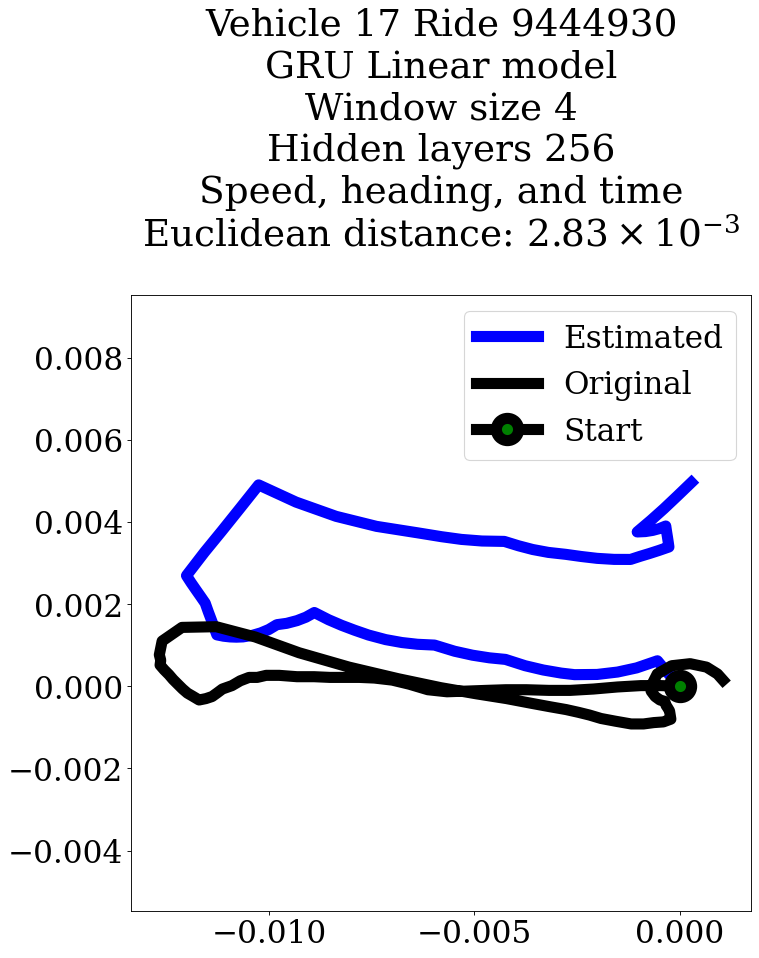 Vehicle 17 Ride 9444930
GRU Linear model
Window size 4
Hidden layers 256
Speed, heading, and time
Euclidean distance: 2.83 × 10⁻³
Estimated
Original
Start
0.008
0.006
0.004
0.002
0.000
−0.002
−0.004
−0.010 −0.005 0.000